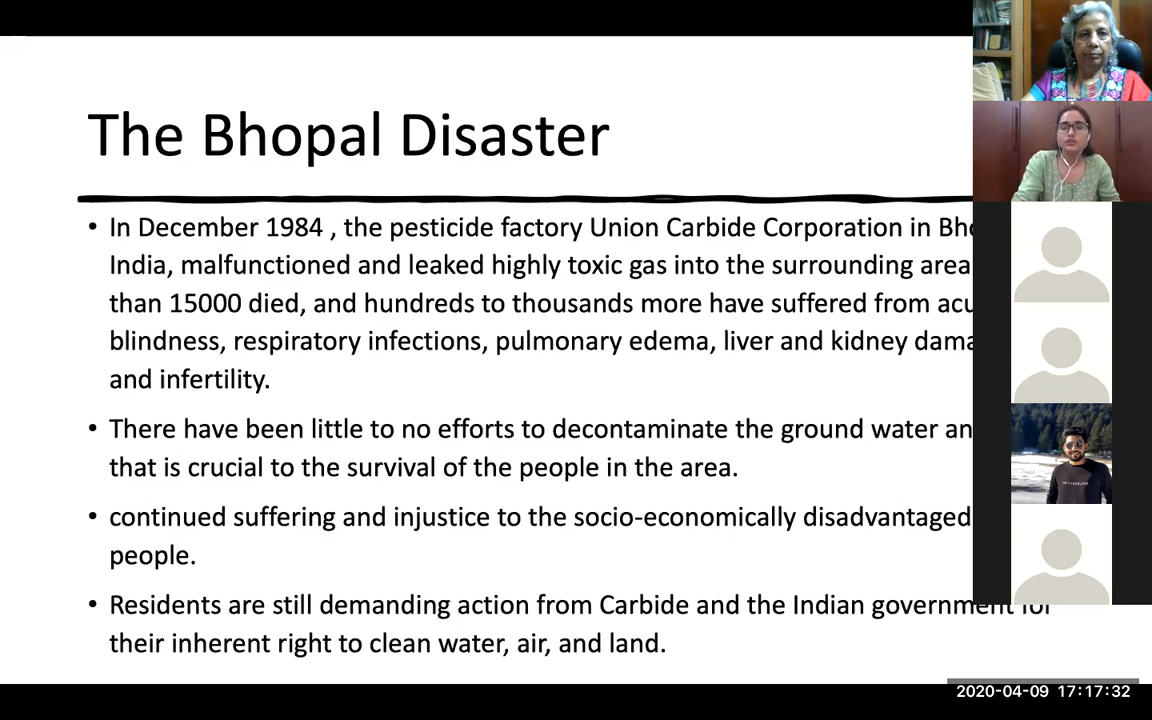 The Bhopal Disaster
• In December 1984 , the pesticide factory Union Carbide Corporation in
India, malfunctioned and leaked highly toxic gas into the surrounding area
than 15000 died, and hundreds to thousands more have suffered from
blindness, respiratory infections, pulmonary edema, liver and kidney
and infertility.
• There have been little to no efforts to decontaminate the ground water
that is crucial to the survival of the people in the area.
• continued suffering and injustice to the socio-economically disadvantaged
people.
• Residents are still demanding action from Carbide and the Indian government for
their inherent right to clean water, air, and land.
2020-04-09 17:17:32